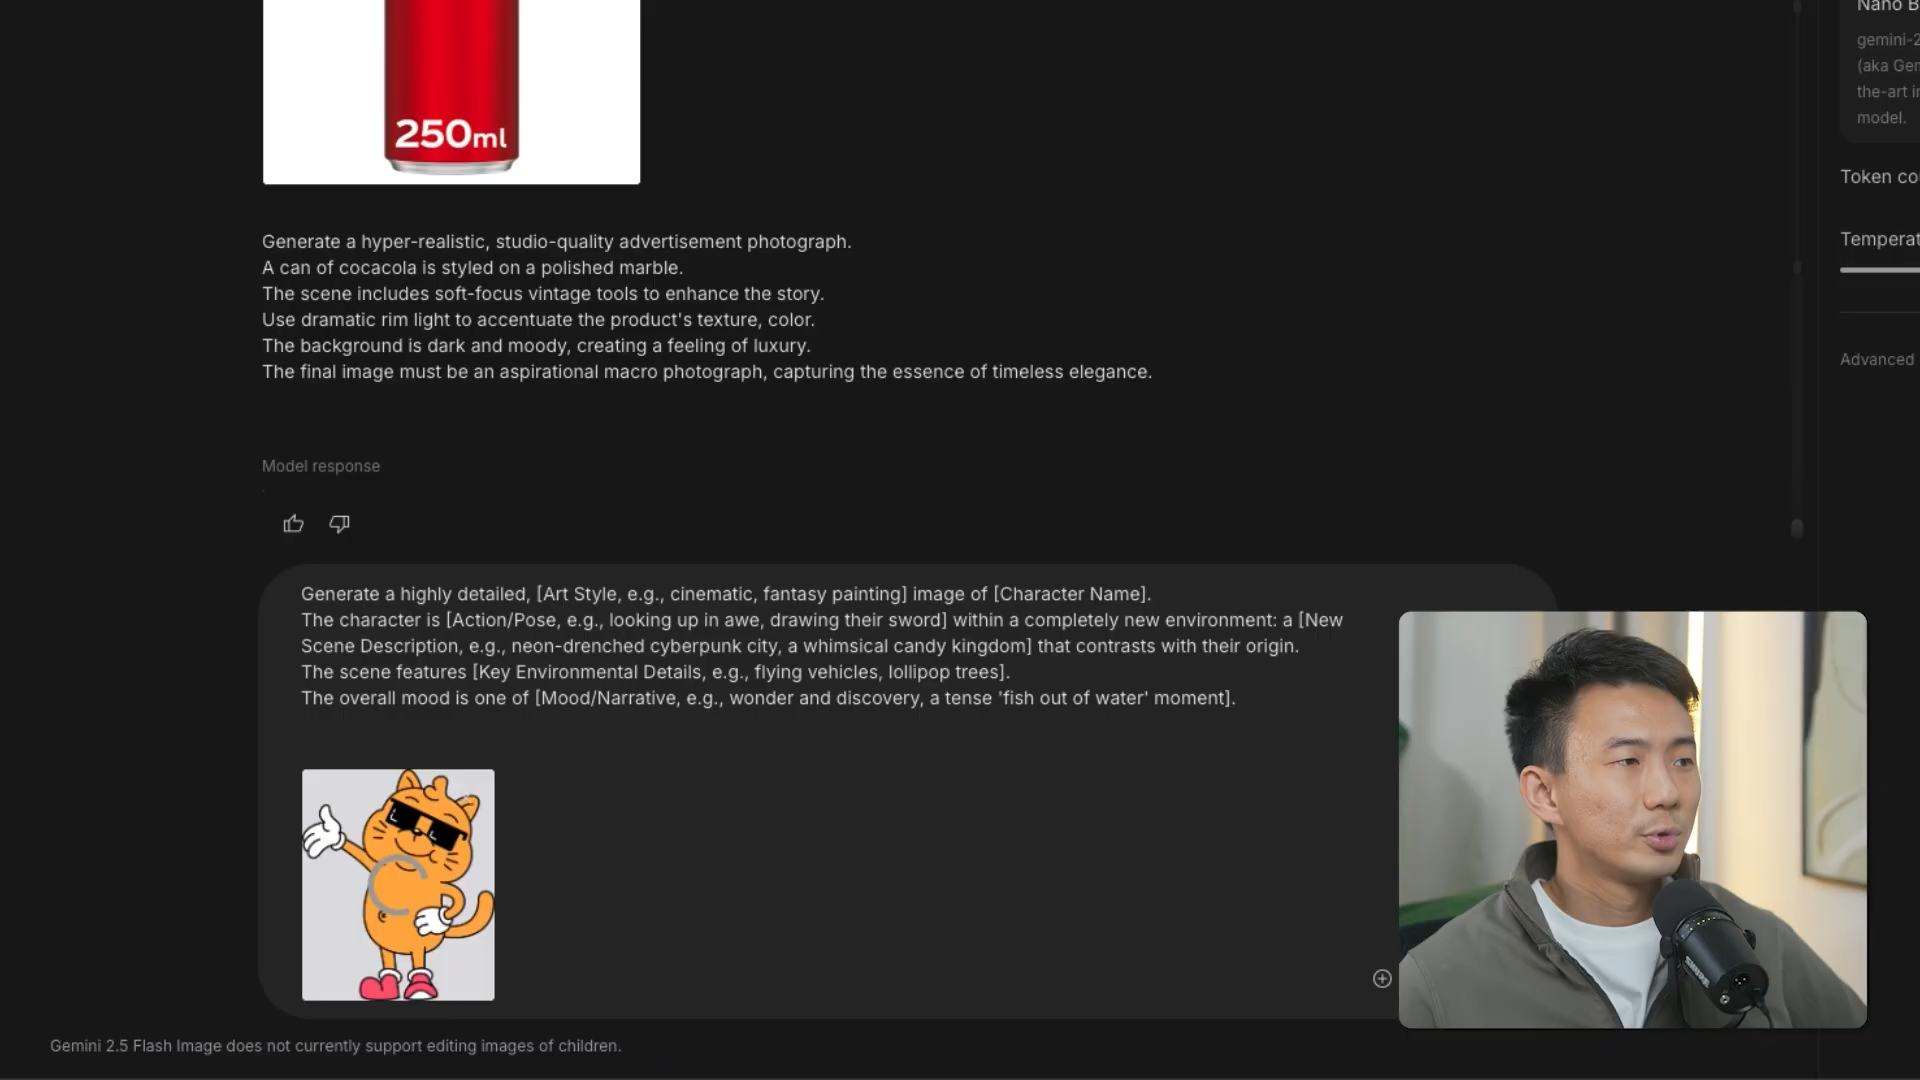 250ml
Nano B
gemini-2
(aka Gem
the-art i
model.
Token co
Temperat
Advanced
Generate a hyper-realistic, studio-quality advertisement photograph.
A can of cocacola is styled on a polished marble.
The scene includes soft-focus vintage tools to enhance the story.
Use dramatic rim light to accentuate the product's texture, color.
The background is dark and moody, creating a feeling of luxury.
The final image must be an aspirational macro photograph, capturing the essence of timeless elegance.
Model response
Generate a highly detailed, [Art Style, e.g., cinematic, fantasy painting] image of [Character Name].
The character is [Action/Pose, e.g., looking up in awe, drawing their sword] within a completely new environment: a [New
Scene Description, e.g., neon-drenched cyberpunk city, a whimsical candy kingdom] that contrasts with their origin.
The scene features [Key Environmental Details, e.g., flying vehicles, lollipop trees].
The overall mood is one of [Mood/Narrative, e.g., wonder and discovery, a tense 'fish out of water' moment].
SHURE
Gemini 2.5 Flash Image does not currently support editing images of children.